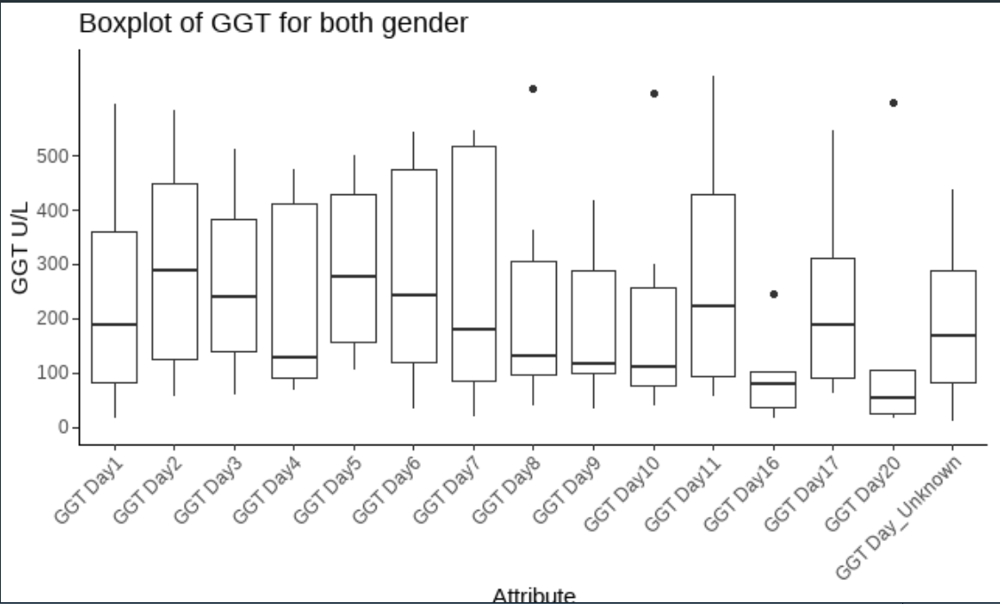 Boxplot of GGT for both gender
GGT U/L
500
400
300
200
100
0
GGT Day1
GGT Day2
GGT Day3
GGT Day4
GGT Day5
GGT Day6
GGT Day7
GGT Day8
GGT Day9
GGT Day10
GGT Day11
GGT Day16
GGT Day17
GGT Day20
GGT Day_Unknown
Attribute